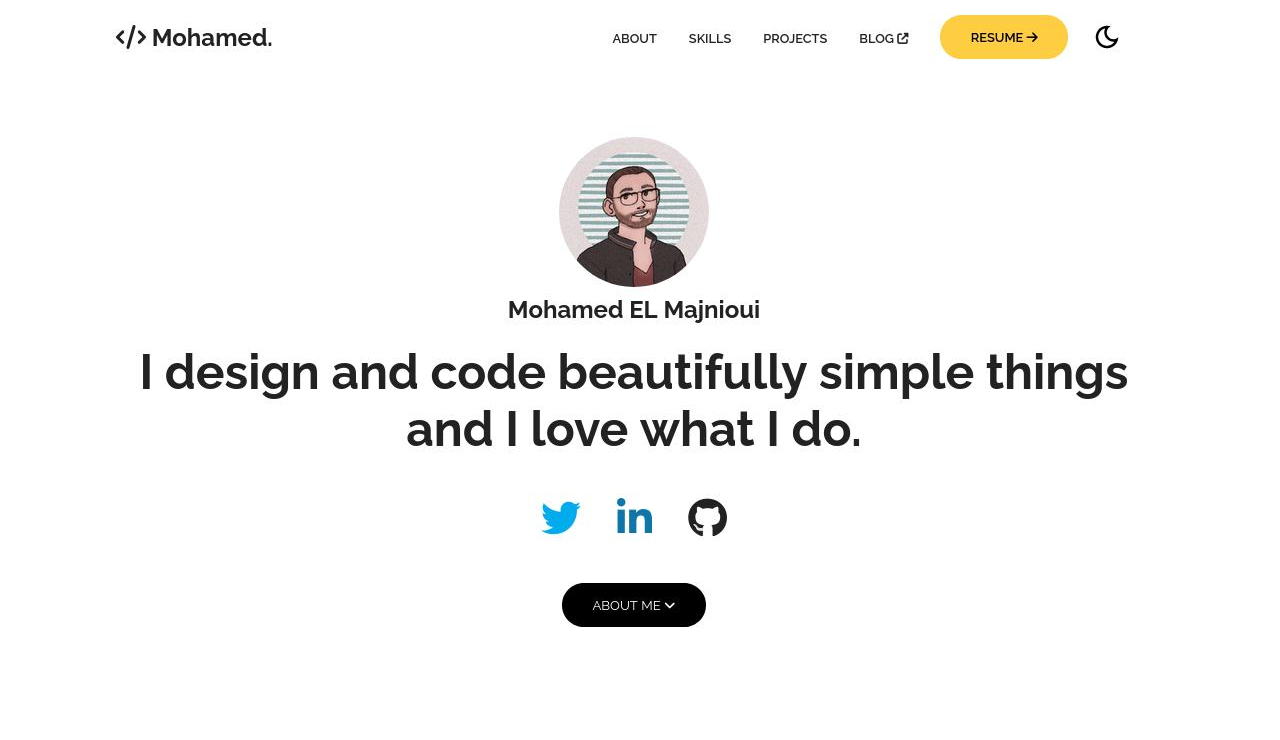 </> Mohamed.
ABOUT SKILLS PROJECTS BLOG RESUME →
Mohamed EL Majnioui
I design and code beautifully simple things
and I love what I do.
in
ABOUT ME